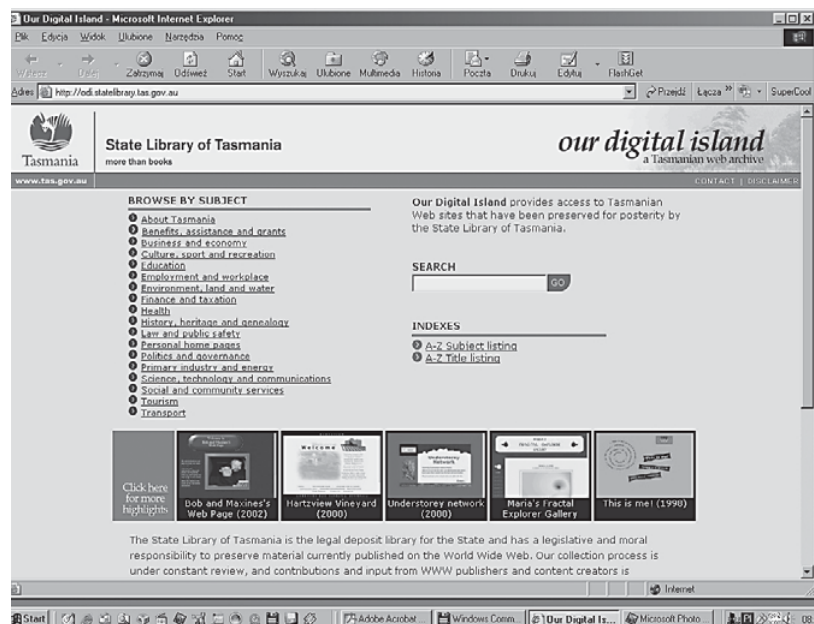 Our Digital Island - Microsoft Internet Explorer
Plik Edycja Widok Ulubione Narzędzia Pomoc
Wstecz Dalej Zatrzymaj Odśwież Start Wyszukaj Ulubione Multimedia Historia Poczta Drukuj Edytuj FlashGet
Adres http://odi.statelibrary.tas.gov.au Przejdź Łącza » SuperCool
Tasmania
State Library of Tasmania
more than books
our digital island
a Tasmanian web archive
www.tas.gov.au
CONTACT | DISCLAIMER
BROWSE BY SUBJECT
About Tasmania
Benefits, assistance and grants
Business and economy
Culture, sport and recreation
Education
Employment and workplace
Environment, land and water
Finance and taxation
Health
History, heritage and genealogy
Law and public safety
Personal home pages
Politics and governance
Primary industry and energy
Science, technology and communications
Social and community services
Tourism
Transport
Our Digital Island provides access to Tasmanian
Web sites that have been preserved for posterity by
the State Library of Tasmania.
SEARCH
GO
INDEXES
A-Z Subject listing
A-Z Title listing
Click here
for more
highlights
Welcome
Understorey
Network
Bob and Maxines's
Web Page (2002)
Hartzview Vineyard
(2000)
Understorey network
(2000)
Maria's Fractal
Explorer Gallery
This is me! (1998)
The State Library of Tasmania is the legal deposit library for the State and has a legislative and moral
responsibility to preserve material currently published on the World Wide Web. Our collection process is
under constant review, and contributions and input from WWW publishers and content creators is
Internet
Start Adobe Acrobat ... Windows Comm... Our Digital Is... Microsoft Photo ... Pl 08: